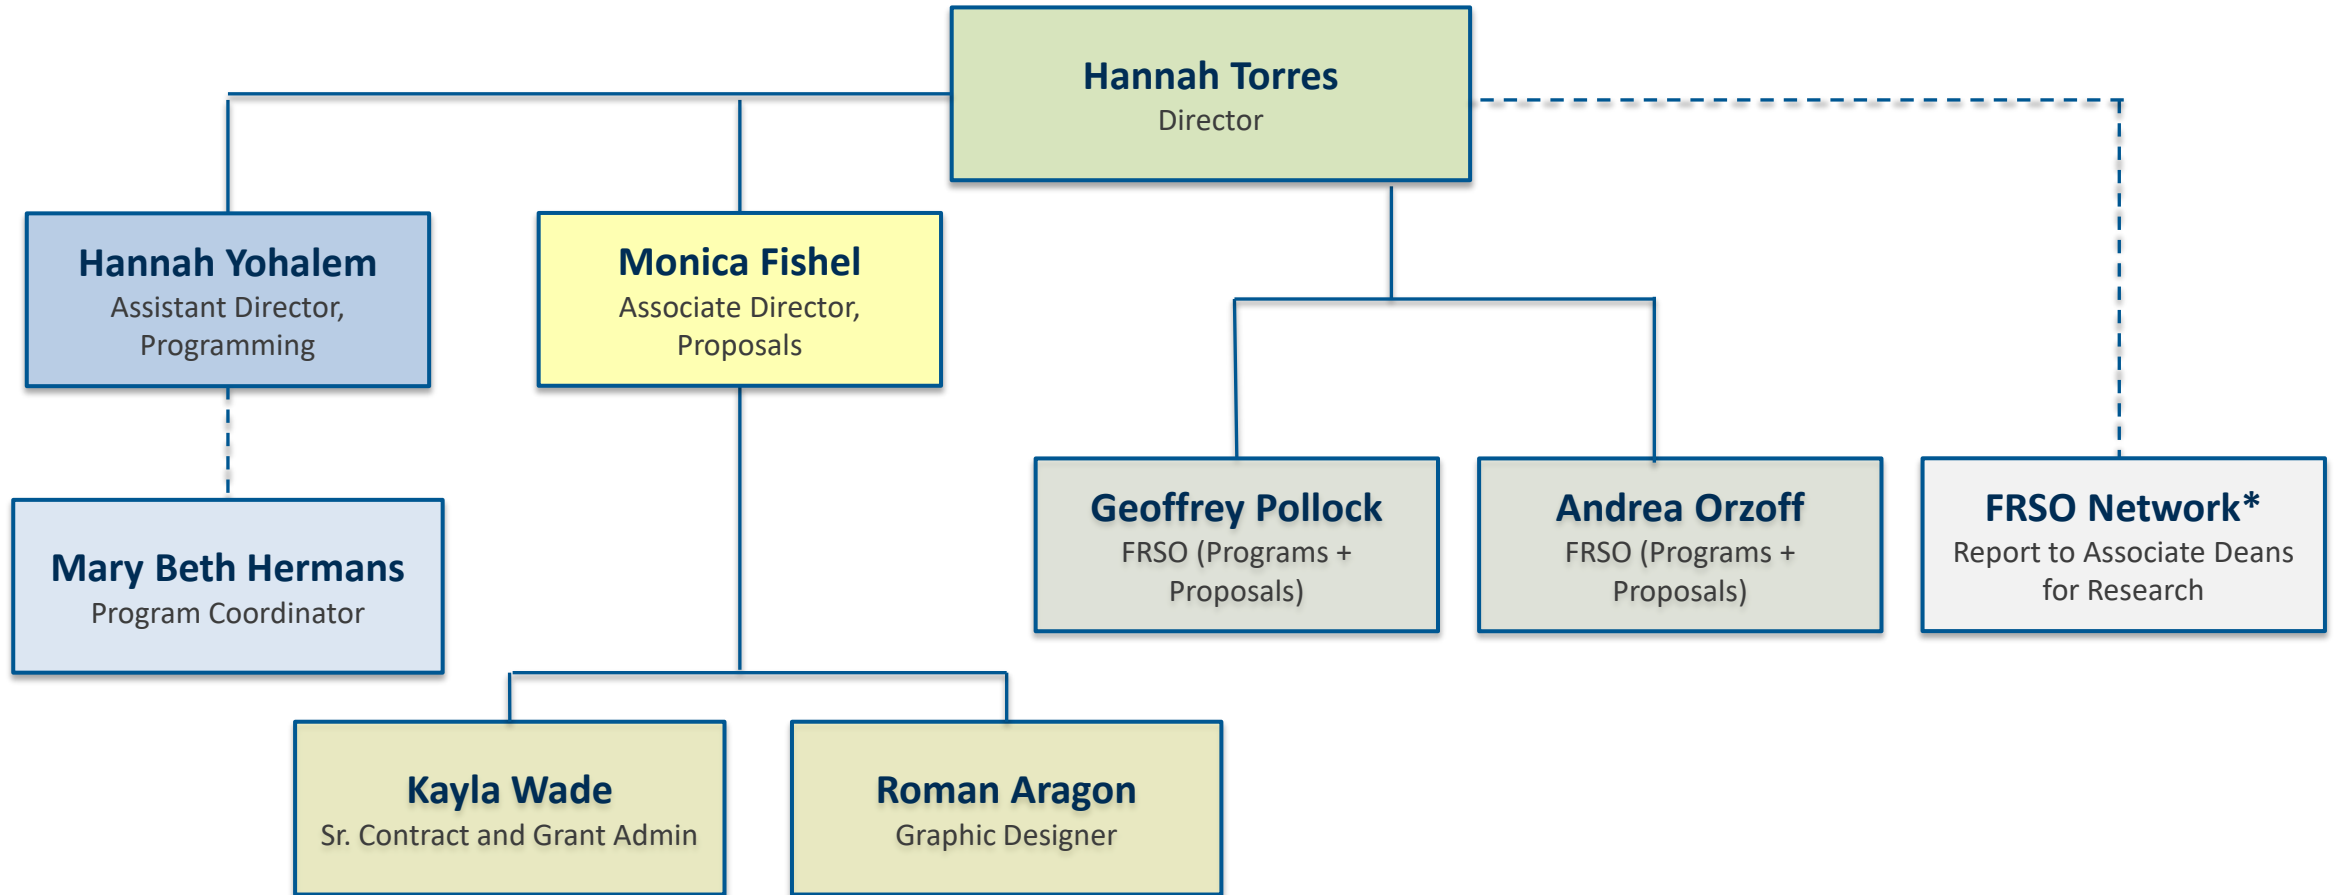 Hannah Torres
Director
Hannah Yohalem
Assistant Director,
Programming
Monica Fishel
Associate Director,
Proposals
Geoffrey Pollock
FRSO (Programs +
Proposals)
Andrea Orzoff
FRSO (Programs +
Proposals)
FRSO Network*
Report to Associate Deans
for Research
Mary Beth Hermans
Program Coordinator
Kayla Wade
Sr. Contract and Grant Admin
Roman Aragon
Graphic Designer